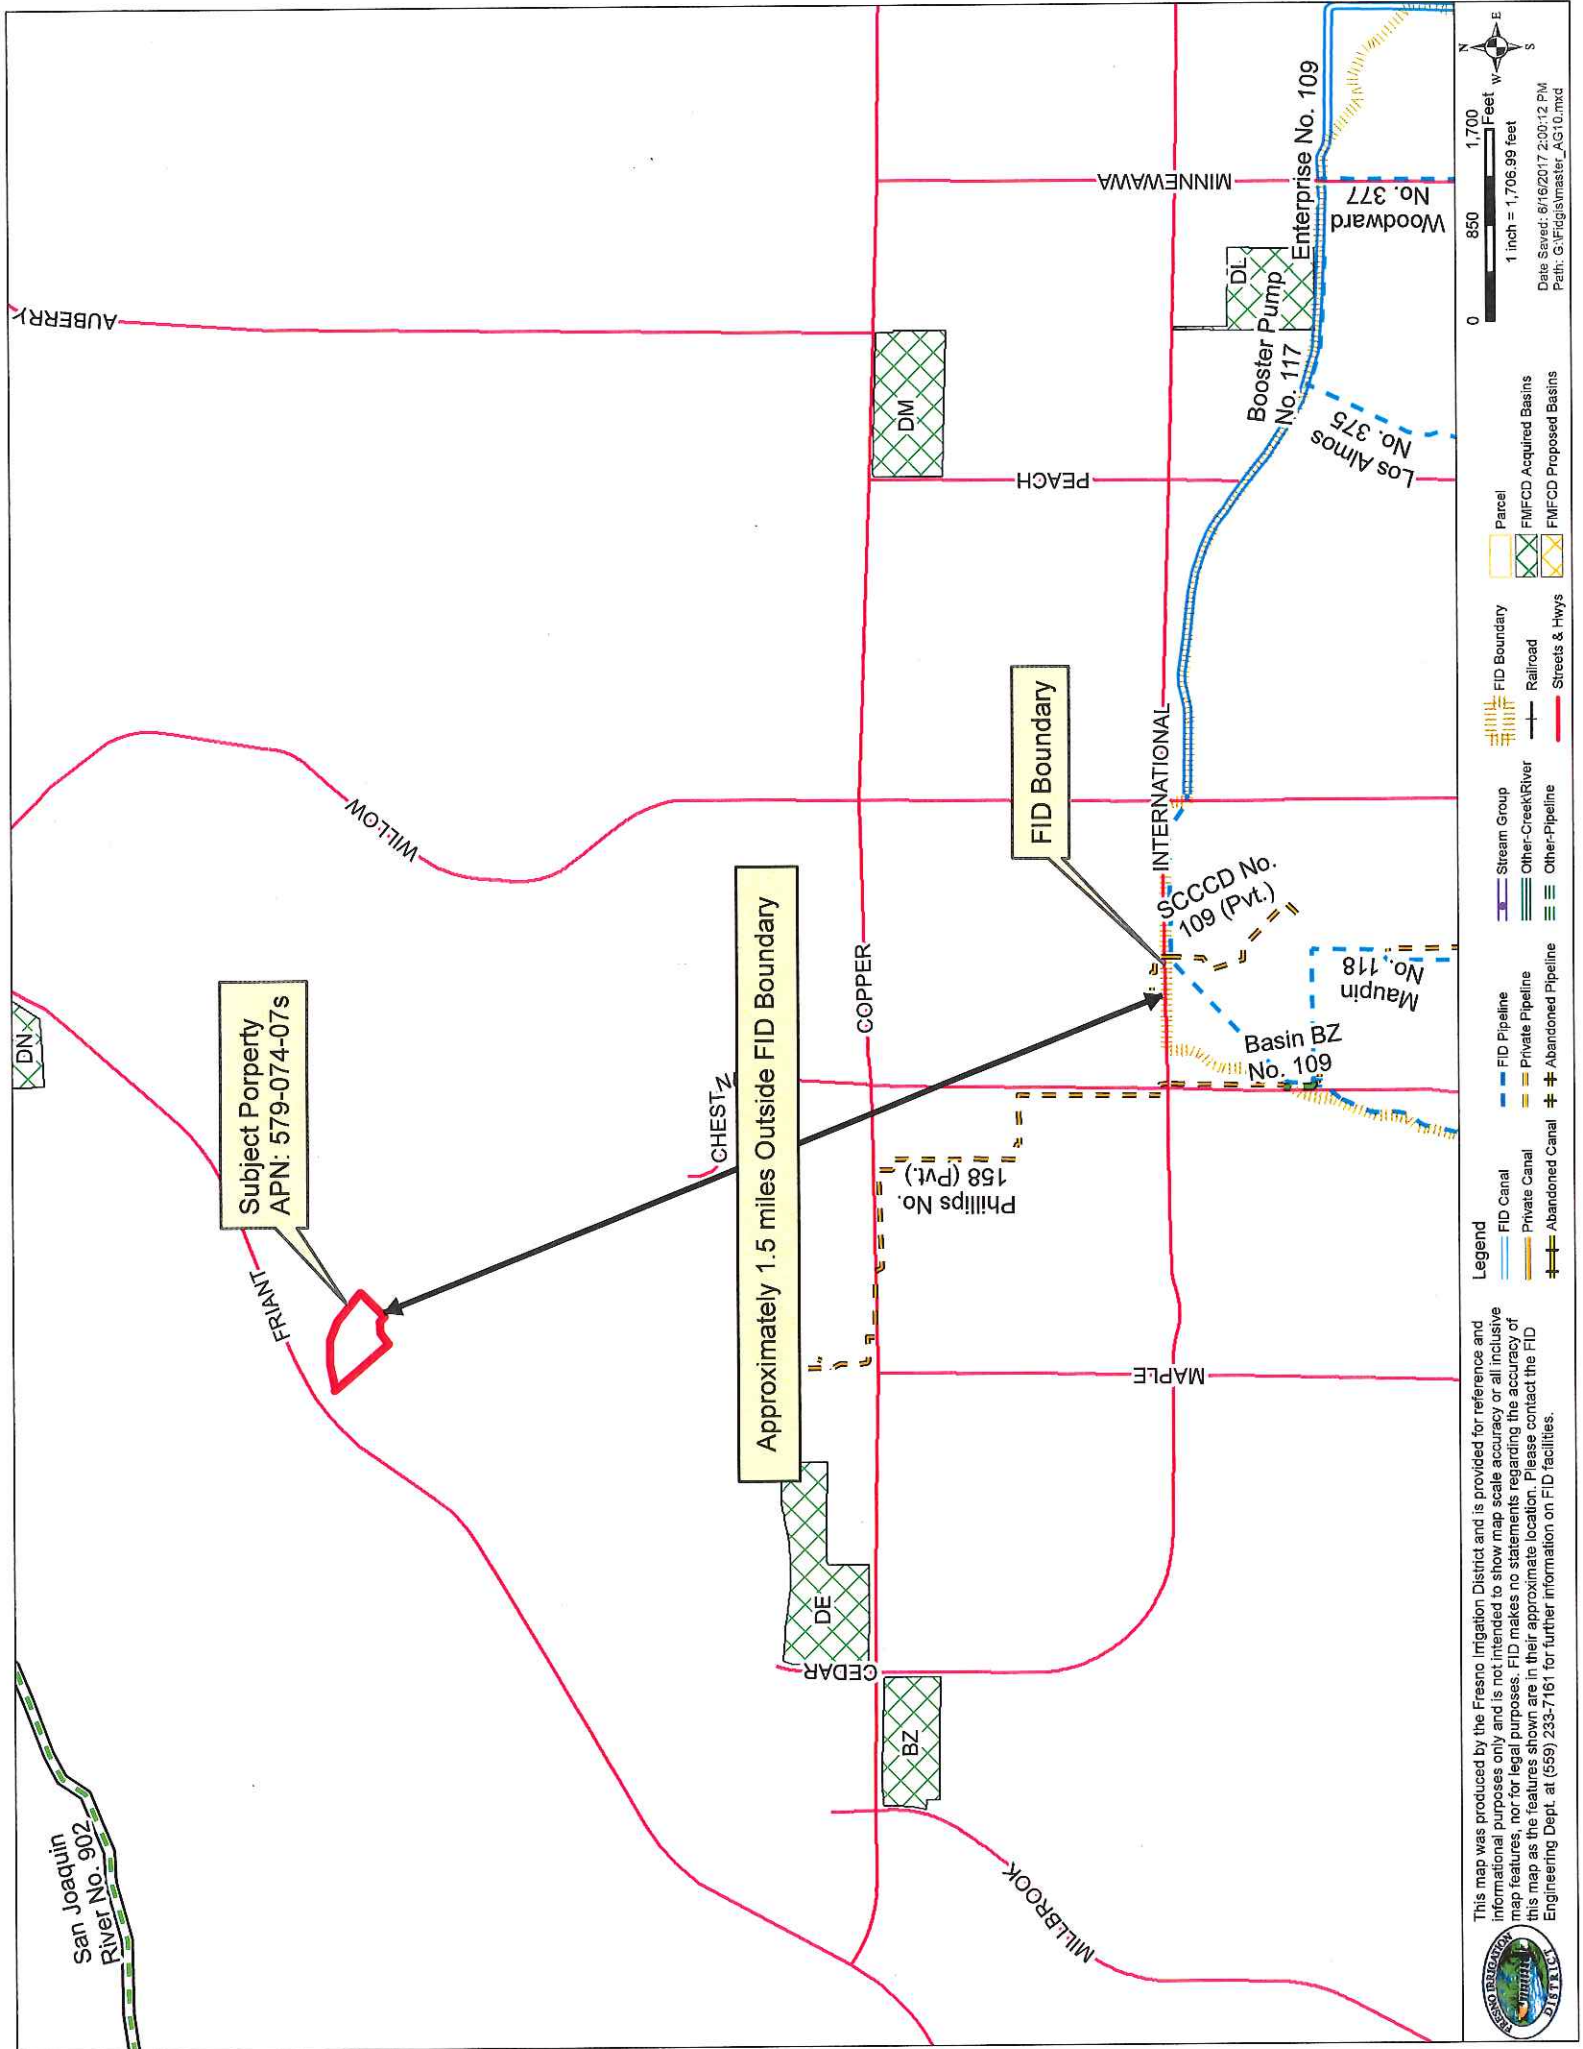 San Joaquin
River No. 902
DN
AUBERRY
WILLOW
FRIANT
Subject Porperty
APN: 579-074-07s
CHESTN
Approximately 1.5 miles Outside FID Boundary
COPPER
DM
DE
CEDAR
BZ
MILLBROOK
MAPLE
Phillips No.
158 (Pvt.)
FID Boundary
INTERNATIONAL
PEACH
MINNEWAWA
SCCCD No.
109 (Pvt.)
Basin BZ
No. 109
Maupin
No. 118
Los Almos
No. 375
Booster Pump
No. 117
DL
Enterprise No. 109
Woodward
No. 377
FRESNO IRRIGATION
DISTRICT
This map was produced by the Fresno Irrigation District and is provided for reference and
informational purposes only and is not intended to show map scale accuracy or all inclusive
map features, nor for legal purposes. FID makes no statements regarding the accuracy of
this map as the features shown are in their approximate location. Please contact the FID
Engineering Dept. at (559) 233-7161 for further information on FID facilities.
Legend
FID Canal
Private Canal
Abandoned Canal
FID Pipeline
Private Pipeline
Abandoned Pipeline
Stream Group
Other-Creek\River
Other-Pipeline
FID Boundary
Railroad
Streets & Hwys
Parcel
FMFCD Acquired Basins
FMFCD Proposed Basins
0 850 1,700
Feet
1 inch = 1,706.99 feet
Date Saved: 6/16/2017 2:00:12 PM
Path: G:\Fidgis\master_AG10.mxd
N
W E
S